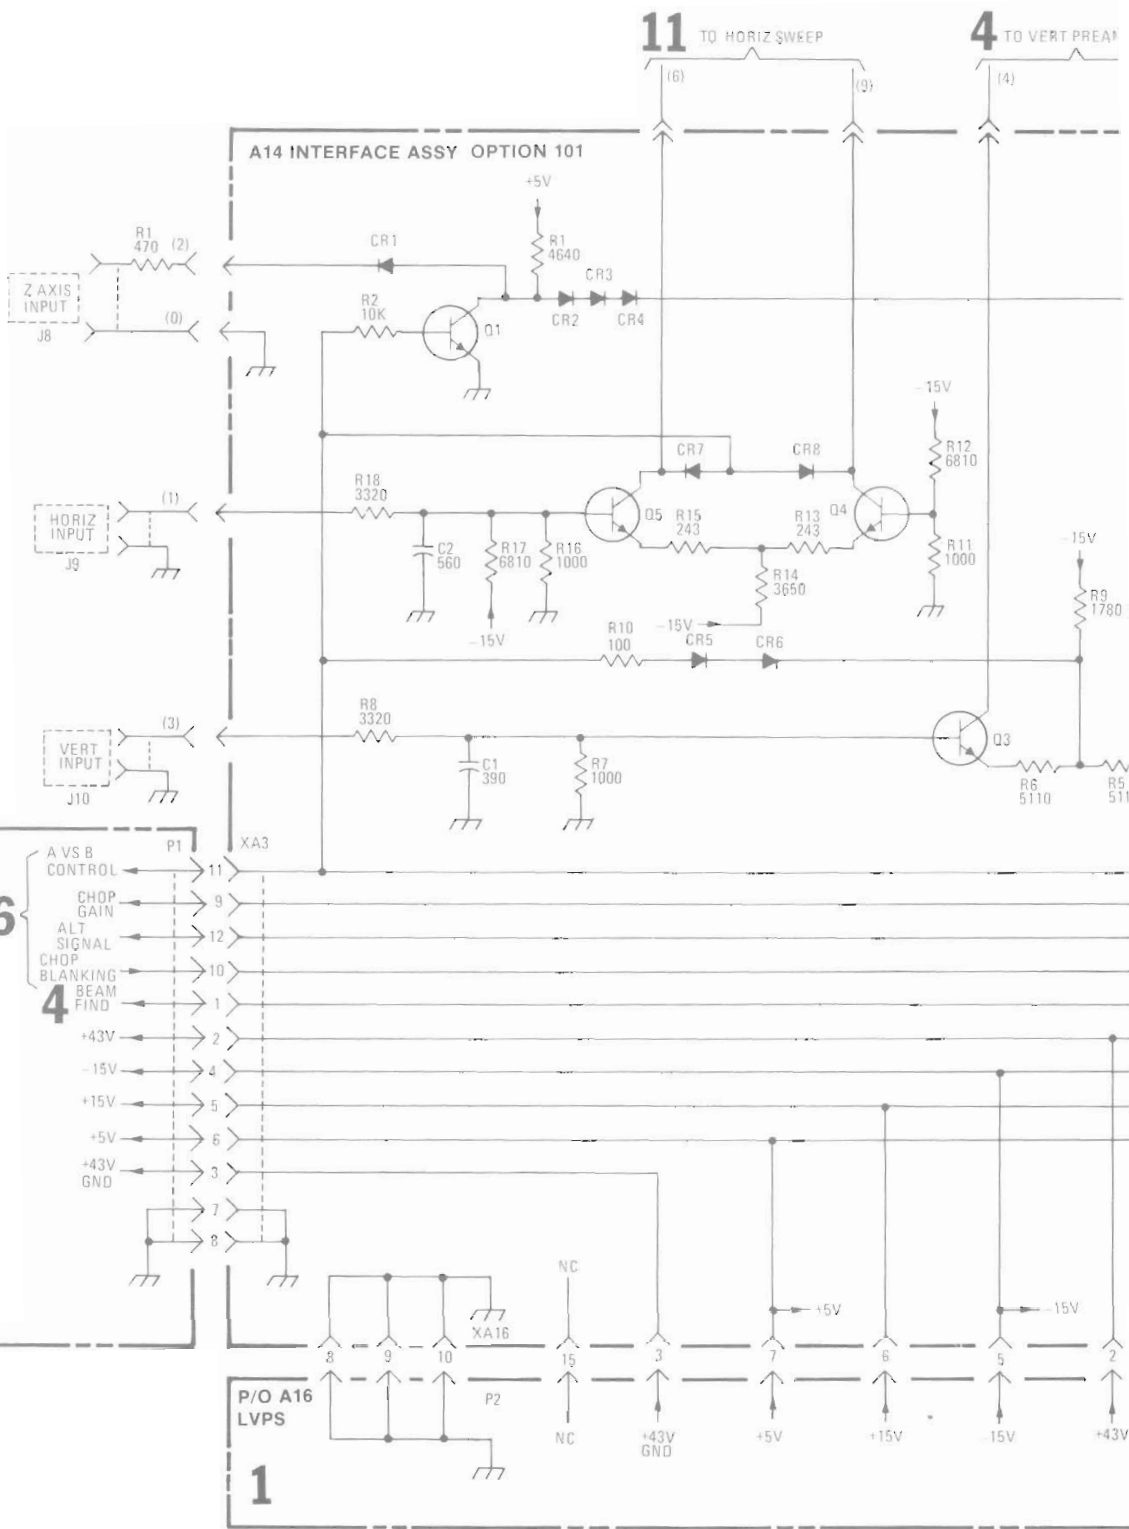 11 TO HORIZ SWEEP
4 TO VERT PREAM
(6)
(9)
(4)
A14 INTERFACE ASSY OPTION 101
+5V
R1
470
(2)
CR1
R1
4640
CR3
Z AXIS
INPUT
J8
(0)
R2
10K
Q1
CR2
CR4
-15V
CR7
CR8
R12
6810
R18
3320
(1)
HORIZ
INPUT
J9
Q5
R15
243
R13
243
Q4
C2
560
R17
6810
R16
1000
R14
3650
R11
1000
-15V
R9
1780
-15V
-15V
R10
100
CR5
CR6
R8
3320
(3)
VERT
INPUT
J10
C1
390
R7
1000
Q3
R6
5110
R5
511
P1
XA3
6
A VS B
CONTROL
11
CHOP
GAIN
9
ALT
SIGNAL
12
CHOP
BLANKING
10
4
BEAM
FIND
1
+43V
2
-15V
4
+15V
5
+5V
6
+43V
GND
3
7
8
NC
XA16
+5V
-15V
8
9
10
15
3
7
6
5
2
P/O A16
LVPS
P2
NC
+43V
GND
+5V
+15V
-15V
+43V
1